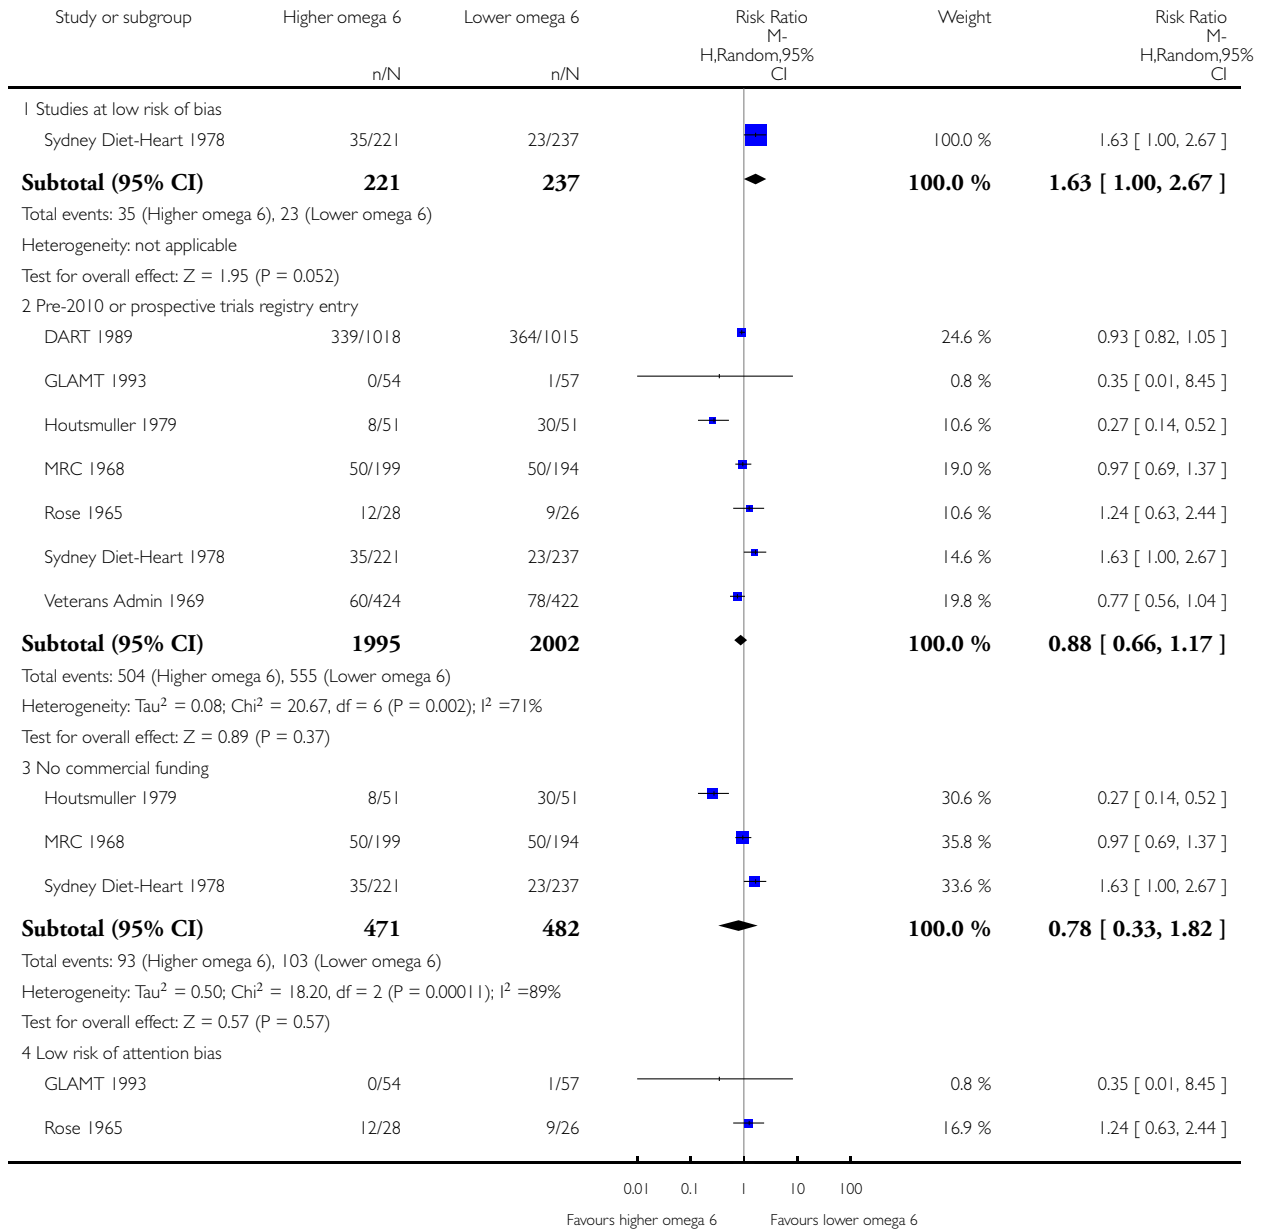 Study or subgroup Higher omega 6 Lower omega 6 Risk Ratio Weight Risk Ratio
M- M-
H,Random,95% H,Random,95%
n/N n/N CI CI
1 Studies at low risk of bias
Sydney Diet-Heart 1978 35/221 23/237 100.0 % 1.63 [ 1.00, 2.67 ]
Subtotal (95% CI) 221 237 100.0 % 1.63 [ 1.00, 2.67 ]
Total events: 35 (Higher omega 6), 23 (Lower omega 6)
Heterogeneity: not applicable
Test for overall effect: Z = 1.95 (P = 0.052)
2 Pre-2010 or prospective trials registry entry
DART 1989 339/1018 364/1015 24.6 % 0.93 [ 0.82, 1.05 ]
GLAMT 1993 0/54 1/57 0.8 % 0.35 [ 0.01, 8.45 ]
Houtsmuller 1979 8/51 30/51 10.6 % 0.27 [ 0.14, 0.52 ]
MRC 1968 50/199 50/194 19.0 % 0.97 [ 0.69, 1.37 ]
Rose 1965 12/28 9/26 10.6 % 1.24 [ 0.63, 2.44 ]
Sydney Diet-Heart 1978 35/221 23/237 14.6 % 1.63 [ 1.00, 2.67 ]
Veterans Admin 1969 60/424 78/422 19.8 % 0.77 [ 0.56, 1.04 ]
Subtotal (95% CI) 1995 2002 100.0 % 0.88 [ 0.66, 1.17 ]
Total events: 504 (Higher omega 6), 555 (Lower omega 6)
Heterogeneity: Tau² = 0.08; Chi² = 20.67, df = 6 (P = 0.002); I² =71%
Test for overall effect: Z = 0.89 (P = 0.37)
3 No commercial funding
Houtsmuller 1979 8/51 30/51 30.6 % 0.27 [ 0.14, 0.52 ]
MRC 1968 50/199 50/194 35.8 % 0.97 [ 0.69, 1.37 ]
Sydney Diet-Heart 1978 35/221 23/237 33.6 % 1.63 [ 1.00, 2.67 ]
Subtotal (95% CI) 471 482 100.0 % 0.78 [ 0.33, 1.82 ]
Total events: 93 (Higher omega 6), 103 (Lower omega 6)
Heterogeneity: Tau² = 0.50; Chi² = 18.20, df = 2 (P = 0.00011); I² =89%
Test for overall effect: Z = 0.57 (P = 0.57)
4 Low risk of attention bias
GLAMT 1993 0/54 1/57 0.8 % 0.35 [ 0.01, 8.45 ]
Rose 1965 12/28 9/26 16.9 % 1.24 [ 0.63, 2.44 ]
0.01 0.1 1 10 100
Favours higher omega 6 Favours lower omega 6